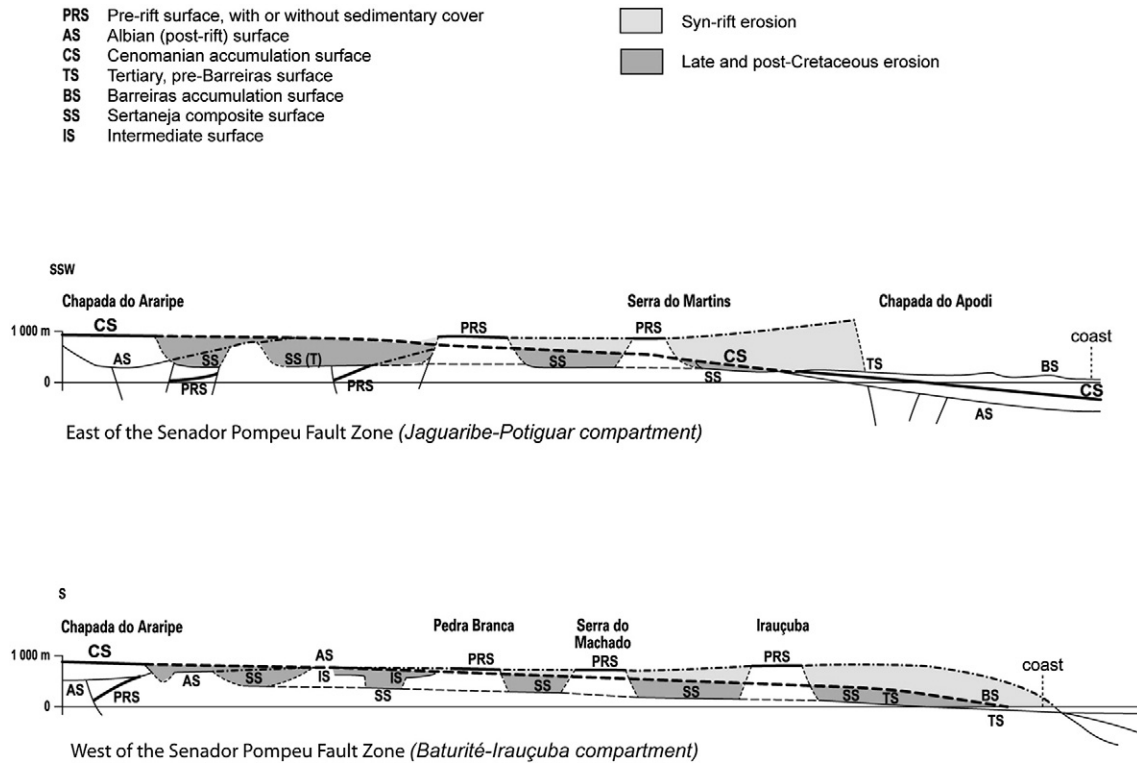 PRS Pre-rift surface, with or without sedimentary cover
AS Albian (post-rift) surface
CS Cenomanian accumulation surface
TS Tertiary, pre-Barreiras surface
BS Barreiras accumulation surface
SS Sertaneja composite surface
IS Intermediate surface
Syn-rift erosion
Late and post-Cretaceous erosion
SSW
Chapada do Araripe
Serra do Martins
Chapada do Apodi
1 000 m
CS
PRS
PRS
coast
AS
SS
SS (T)
CS
TS
BS
SS
0
PRS
PRS
CS
AS
East of the Senador Pompeu Fault Zone (Jaguaribe-Potiguar compartment)
S
Chapada do Araripe
Pedra Branca
Serra do
Machado
Irauçuba
CS
1 000 m
AS
PRS
PRS
PRS
coast
AS
PRS
AS
SS
IS
IS
SS
SS
SS
SS
TS
BS
0
TS
West of the Senador Pompeu Fault Zone (Baturité-Irauçuba compartment)